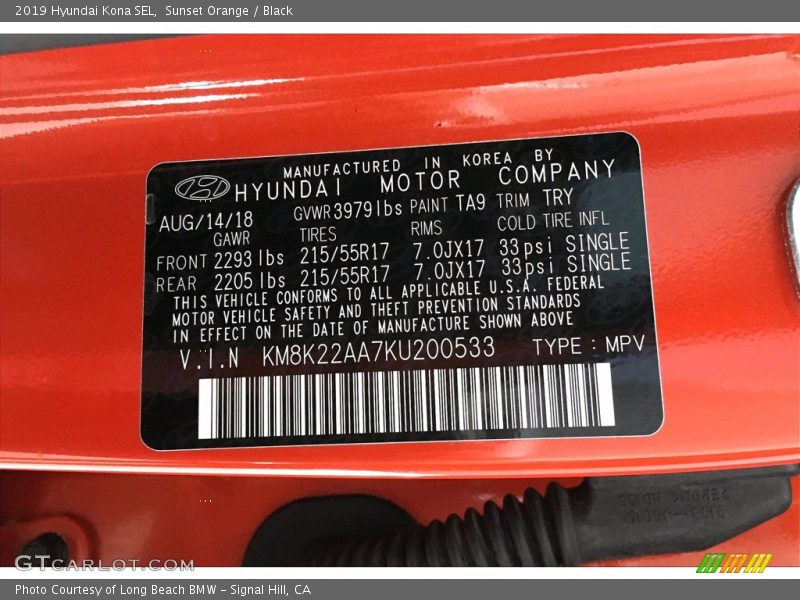 2019 Hyundai Kona SEL,  Sunset Orange / Black
MANUFACTURED IN KOREA BY
HYUNDAI MOTOR COMPANY
AUG/14/18 GVWR 3979lbs PAINT TA9 TRIM TRY
GAWR TIRES RIMS COLD TIRE INFL
FRONT 2293 lbs 215/55R17 7.0JX17 33psi SINGLE
REAR 2205 lbs 215/55R17 7.0JX17 33psi SINGLE
THIS VEHICLE CONFORMS TO ALL APPLICABLE U.S.A. FEDERAL
MOTOR VEHICLE SAFETY AND THEFT PREVENTION STANDARDS
IN EFFECT ON THE DATE OF MANUFACTURE SHOWN ABOVE
V.I.N KM8K22AA7KU200533 TYPE : MPV
GTCARLOT.COM
Photo Courtesy of Long Beach BMW - Signal Hill, CA